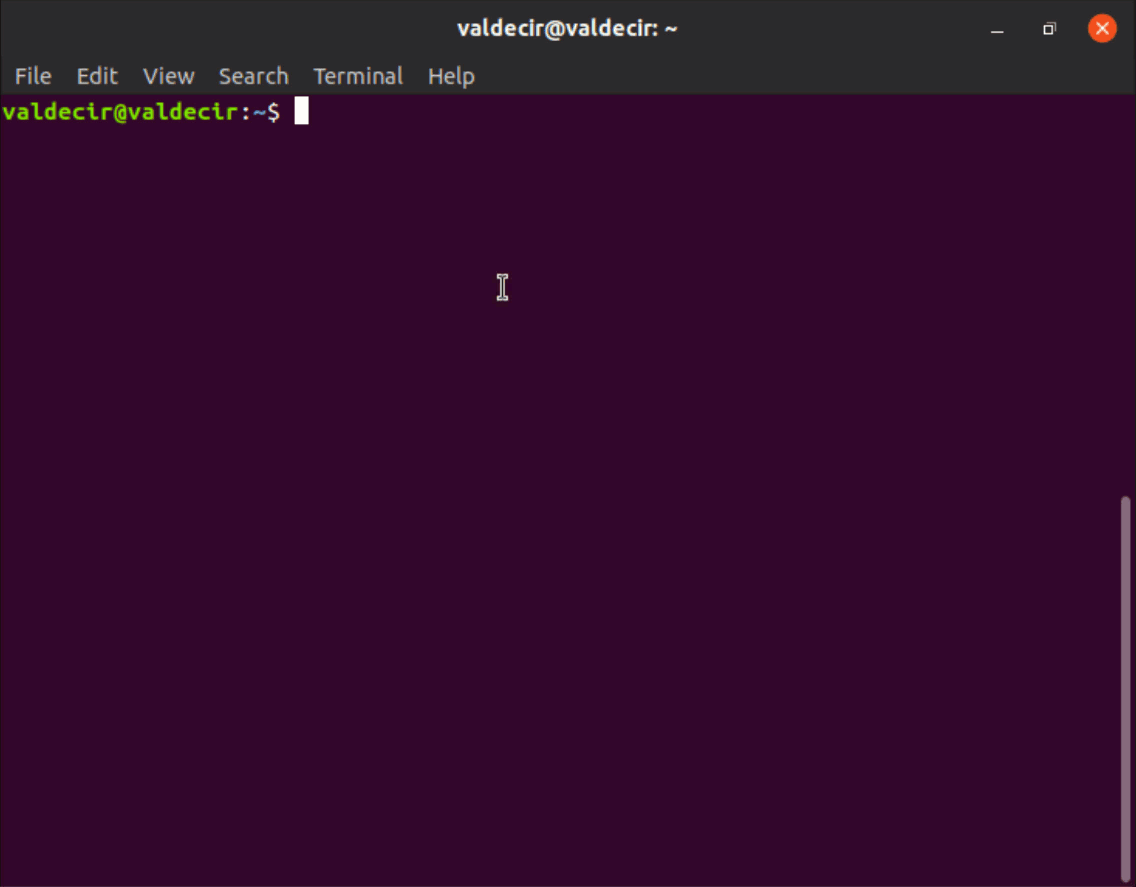 valdecir@valdecir: ~
File Edit View Search Terminal Help
valdecir@valdecir:~$